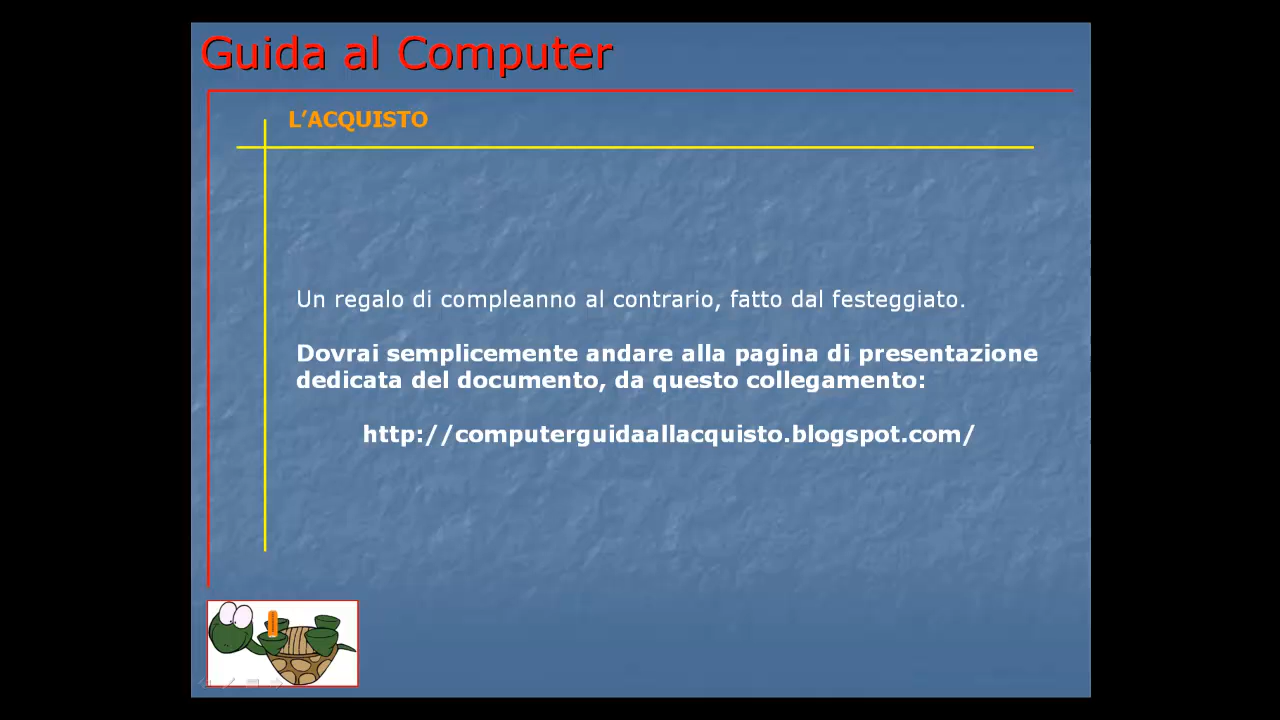 Guida al Computer
L'ACQUISTO
Un regalo di compleanno al contrario, fatto dal festeggiato.
Dovrai semplicemente andare alla pagina di presentazione
dedicata del documento, da questo collegamento:
http://computerguidaallacquisto.blogspot.com/